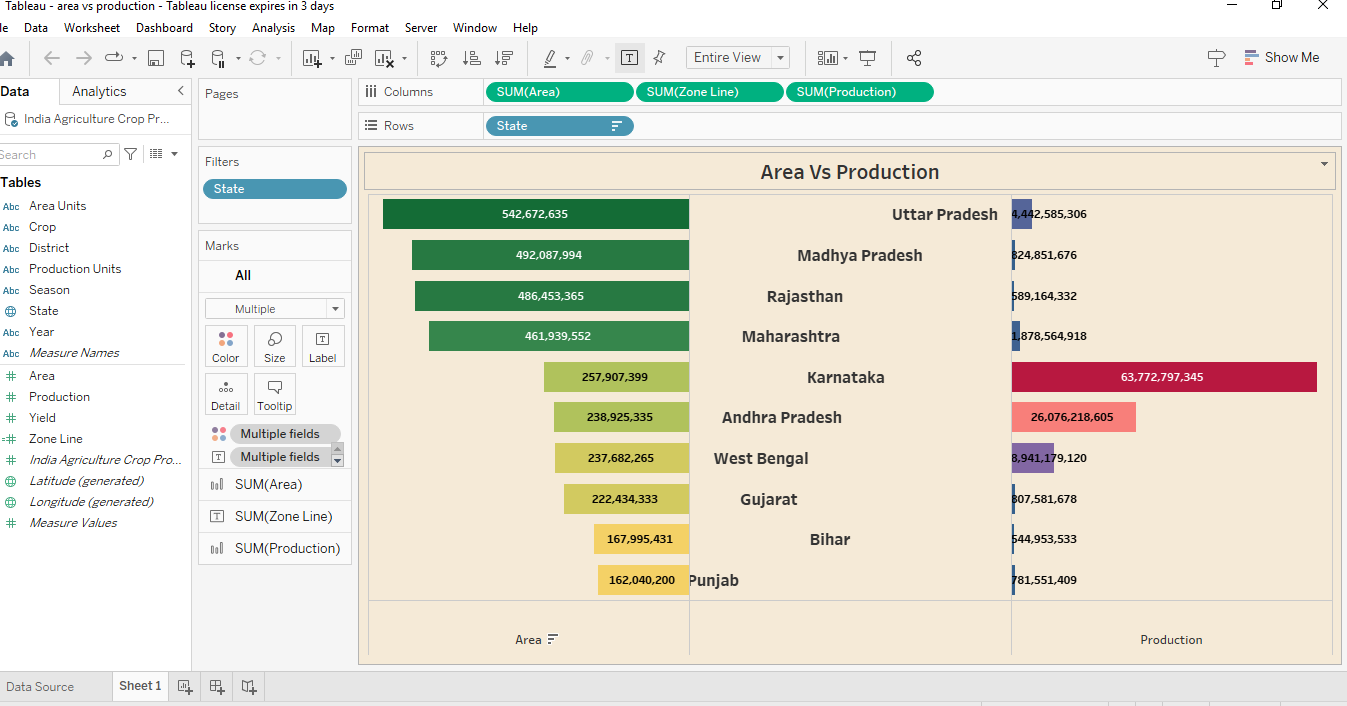 Tableau - area vs production - Tableau license expires in 3 days
le Data Worksheet Dashboard Story Analysis Map Format Server Window Help
Entire View
Show Me
Data Analytics
India Agriculture Crop Pr...
Search
Tables
Abc Area Units
Abc Crop
Abc District
Abc Production Units
Abc Season
State
Abc Year
Abc Measure Names
Area
Production
Yield
Zone Line
India Agriculture Crop Pro...
Latitude (generated)
Longitude (generated)
Measure Values
Pages
Filters
State
Marks
All
Multiple
Color Size Label
Detail Tooltip
Multiple fields
Multiple fields
SUM(Area)
SUM(Zone Line)
SUM(Production)
Columns SUM(Area) SUM(Zone Line) SUM(Production)
Rows State
Area Vs Production
542,672,635 Uttar Pradesh 4,442,585,306
492,087,994 Madhya Pradesh 824,851,676
486,453,365 Rajasthan 589,164,332
461,939,552 Maharashtra 1,878,564,918
257,907,399 Karnataka 63,772,797,345
238,925,335 Andhra Pradesh 26,076,218,605
237,682,265 West Bengal 8,941,179,120
222,434,333 Gujarat 807,581,678
167,995,431 Bihar 544,953,533
162,040,200 Punjab 781,551,409
Area Production
Data Source Sheet 1